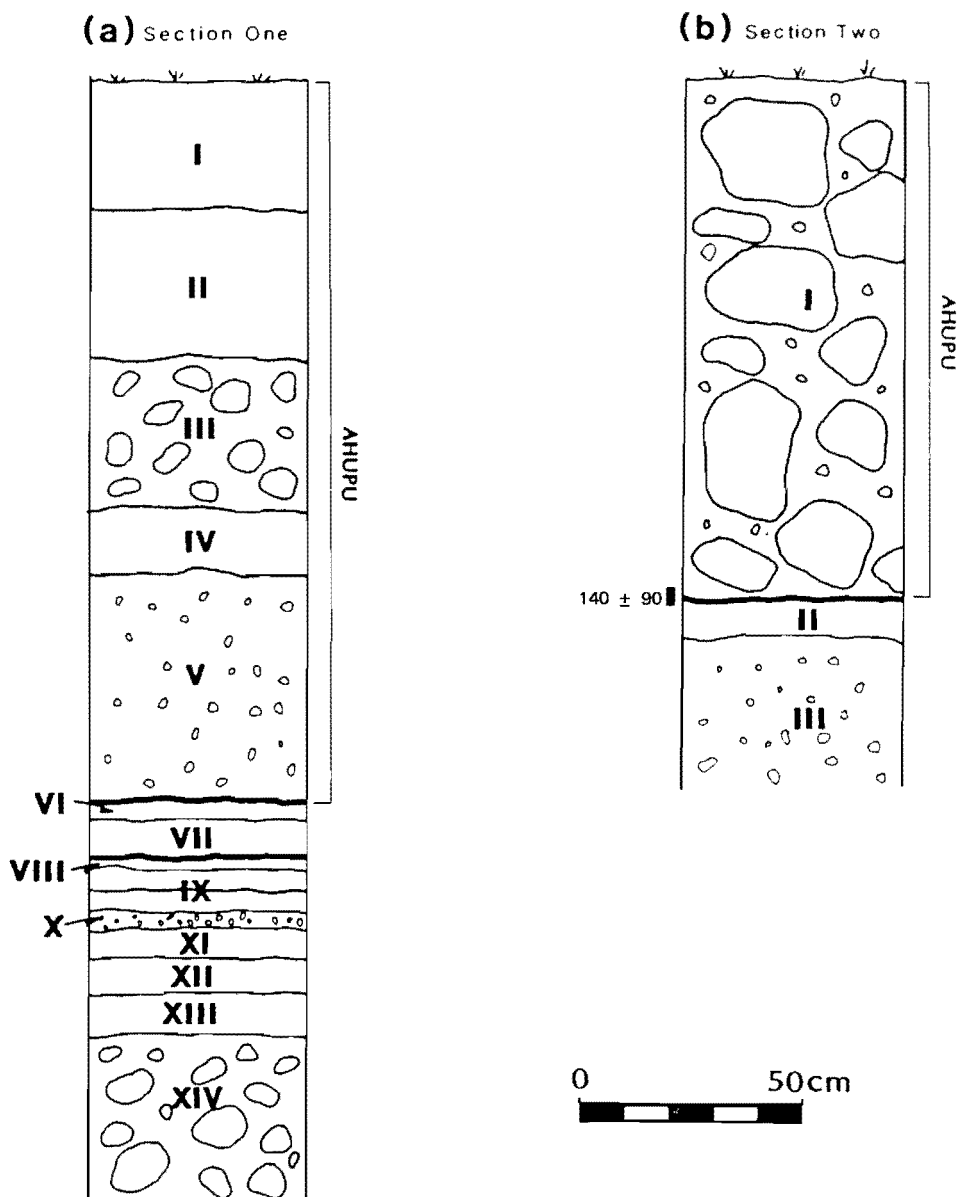 (a) Section One
I
II
III
IV
V
VI
VII
VIII
IX
X
XI
XII
XIII
XIV
AHUPU
(b) Section Two
I
II
III
AHUPU
140 ± 90
0 50cm